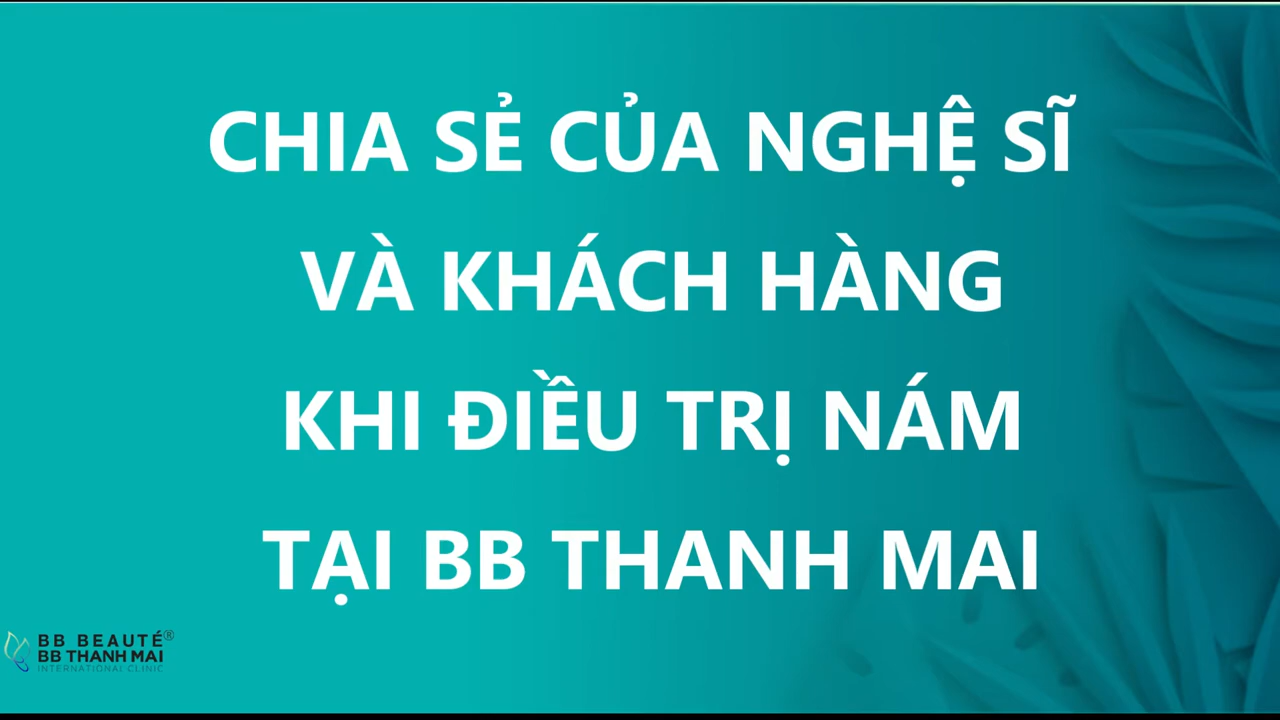 CHIA SẺ CỦA NGHỆ SĨ
VÀ KHÁCH HÀNG
KHI ĐIỀU TRỊ NÁM
TẠI BB THANH MAI
BB BEAUTÉ®
BB THANH MAI
INTERNATIONAL CLINIC